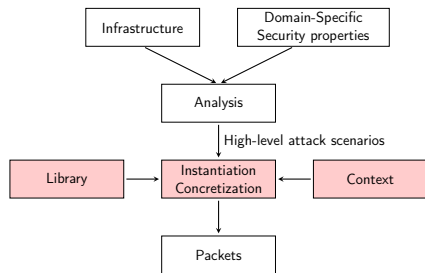 Infrastructure
Domain-Specific
Security properties
Analysis
High-level attack scenarios
Library
Instantiation
Concretization
Context
Packets